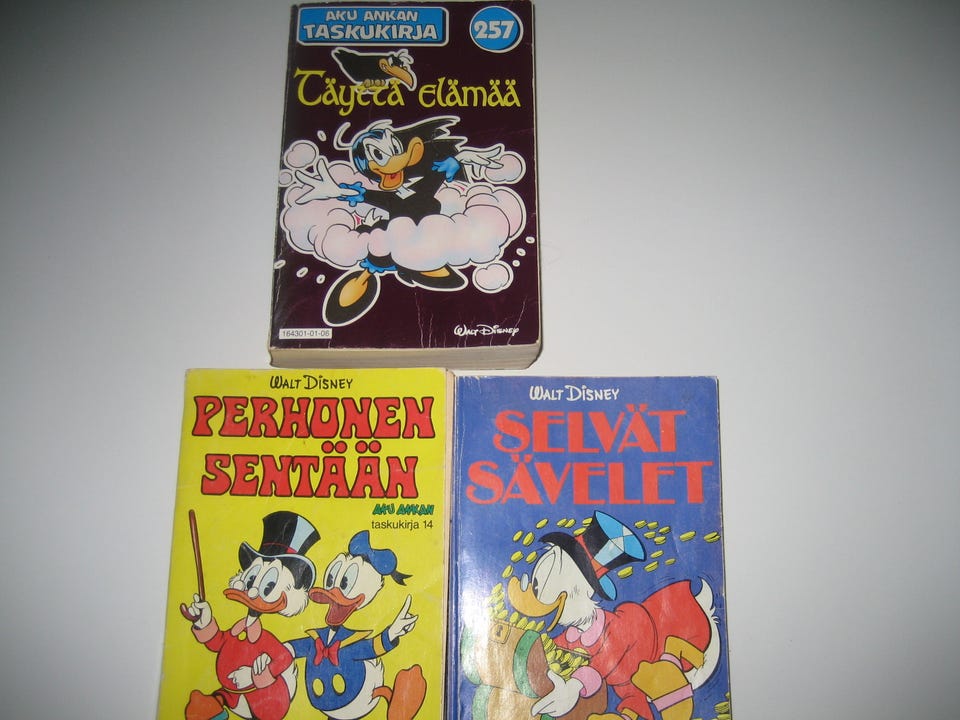 AKU ANKAN
TASKUKIRJA
257
Täyttä elämää
164301-01-06
Walt Disney
WALT DISNEY
PERHONEN
SENTÄÄN
AKU ANKAN
taskukirja 14
WALT DISNEY
SELVÄT
SÄVELET